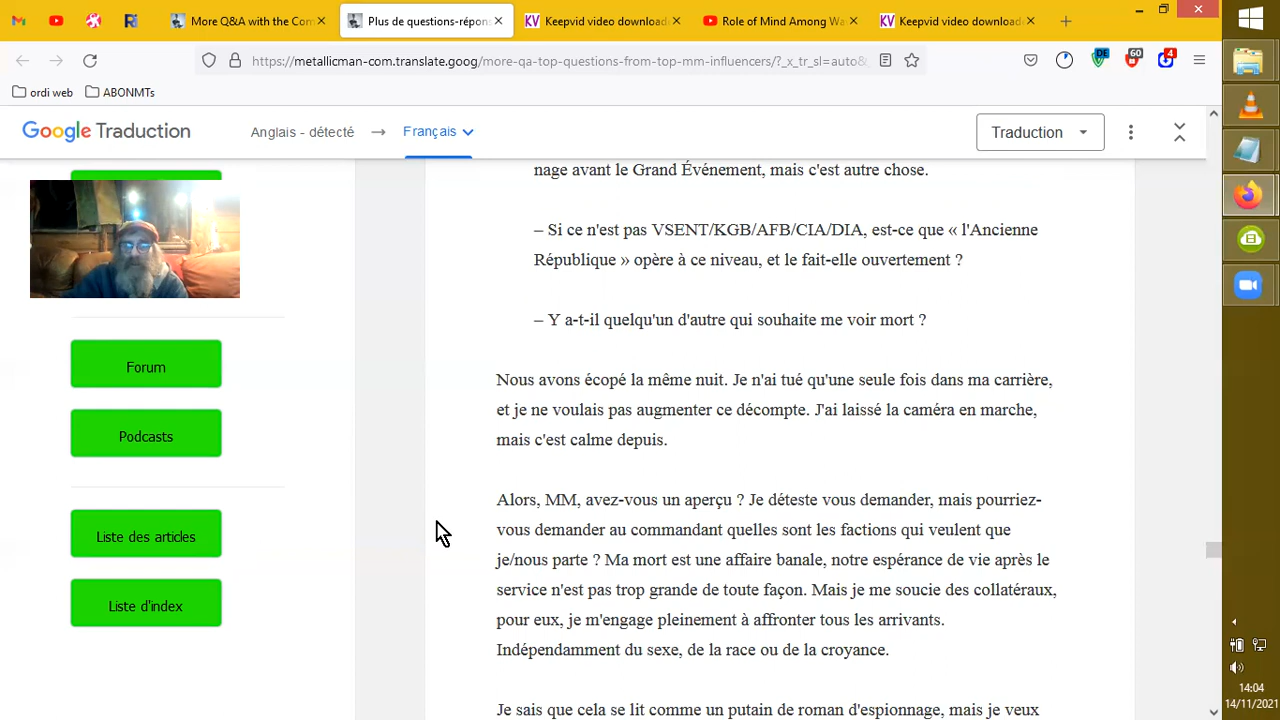 More Q&A with the Com
Plus de questions-répons
Keepvid video download
Role of Mind Among Wa
Keepvid video download
https://metallicman-com.translate.goog/more-qa-
?_x_tr_sl=auto&
DE
60
4
ordi web
ABONMTs
Google Traduction
Anglais - détecté
Français
Traduction
nage avant le Grand Événement, mais c'est autre chose.
– Si ce n'est pas VSENT/KGB/AFB/CIA/DIA, est-ce que « l'Ancienne
République » opère à ce niveau, et le fait-elle ouvertement ?
– Y a-t-il quelqu'un d'autre qui souhaite me voir mort ?
Forum
Nous avons écopé la même nuit. Je n'ai tué qu'une seule fois dans ma carrière,
et je ne voulais pas augmenter ce décompte. J'ai laissé la caméra en marche,
mais c'est calme depuis.
Podcasts
Alors, MM, avez-vous un aperçu ? Je déteste vous demander, mais pourriez-
vous demander au commandant quelles sont les factions qui veulent que
je/nous parte ? Ma mort est une affaire banale, notre espérance de vie après le
service n'est pas trop grande de toute façon. Mais je me soucie des collatéraux,
pour eux, je m'engage pleinement à affronter tous les arrivants.
Indépendamment du sexe, de la race ou de la croyance.
Liste des articles
Liste d'index
Je sais que cela se lit comme un putain de roman d'espionnage, mais je veux
14:04
14/11/2021